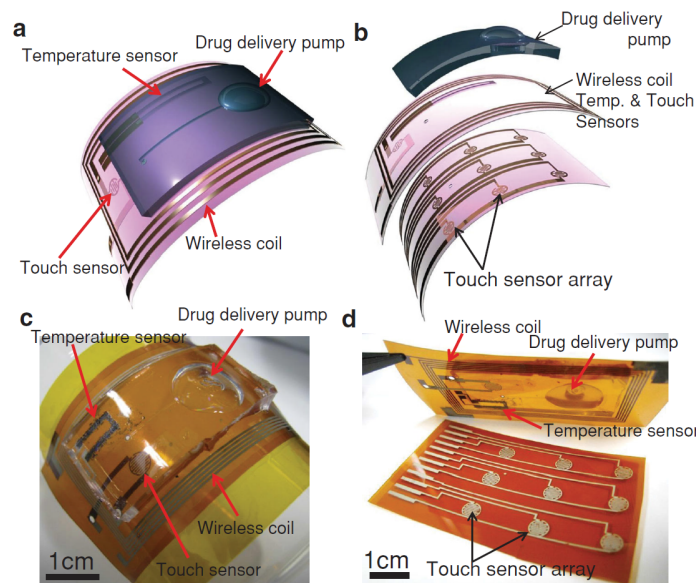 a
Temperature sensor
Drug delivery pump
Touch sensor
Wireless coil
b
Drug delivery
pump
Wireless coil
Temp. & Touch
Sensors
Touch sensor array
c
Temperature sensor
Drug delivery pump
Wireless coil
Touch sensor
1cm
d
Wireless coil
Drug delivery pump
Temperature sensor
Touch sensor array
1cm